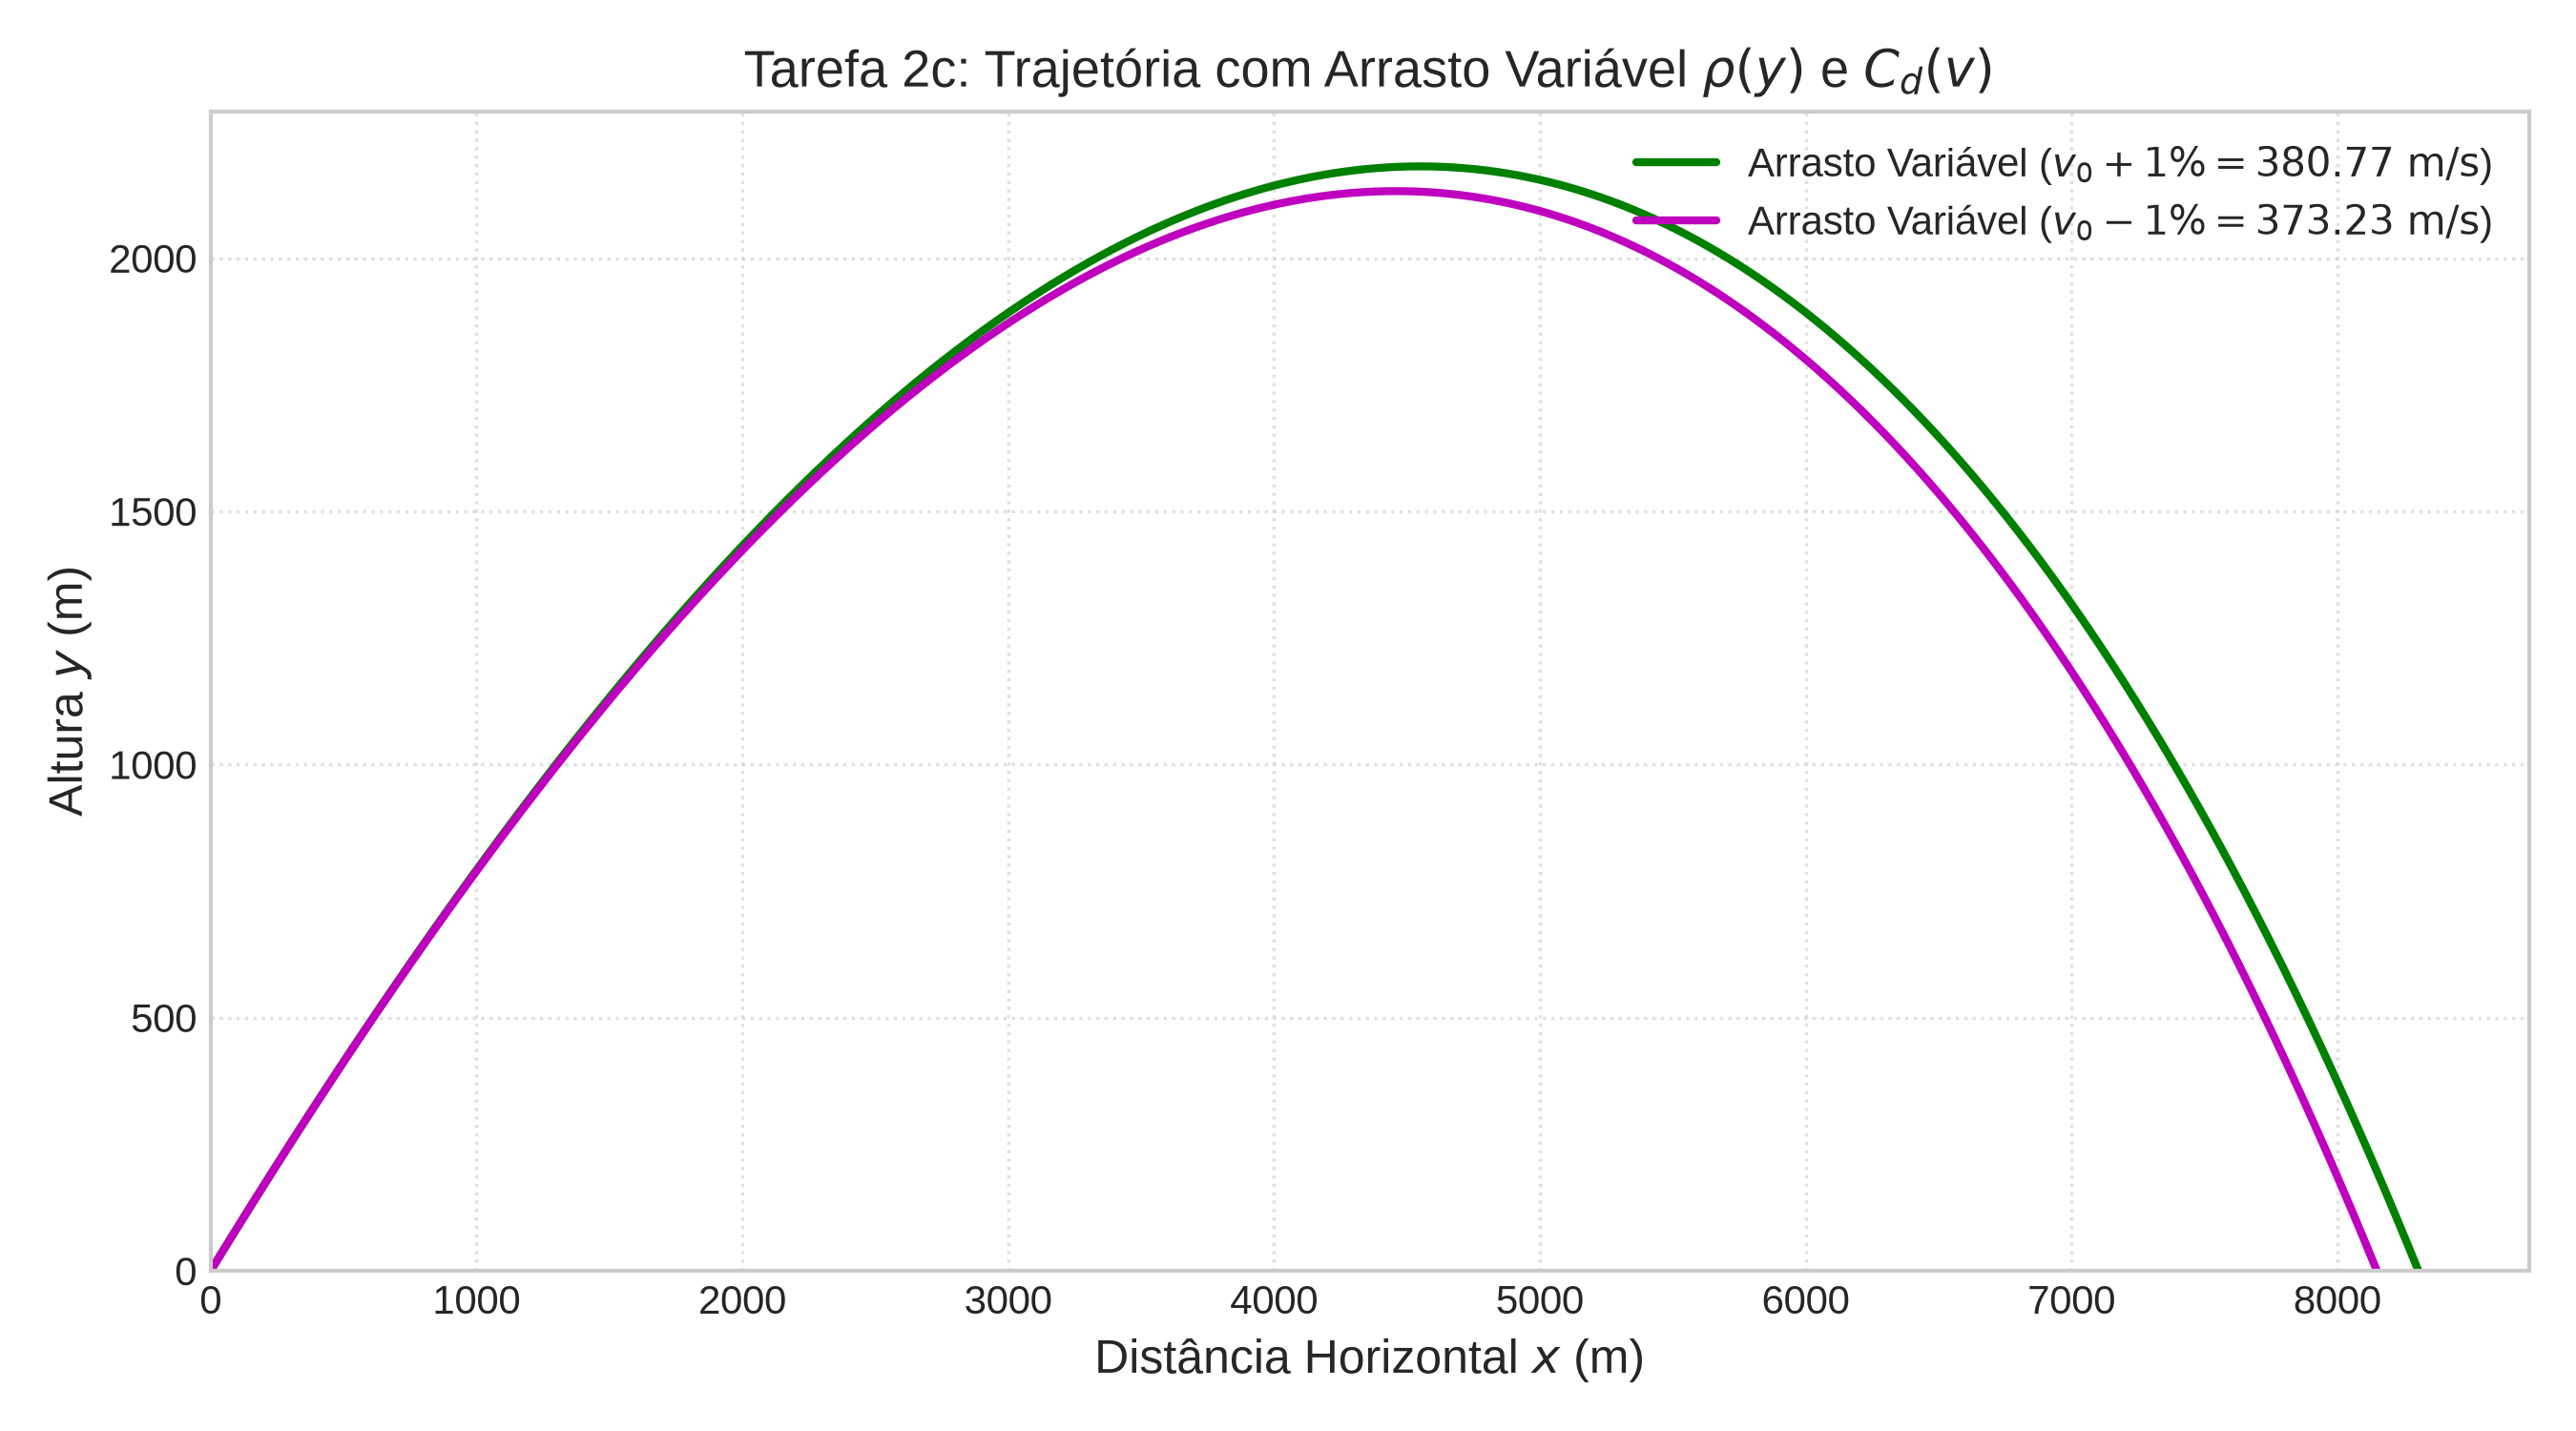 Tarefa 2c: Trajetória com Arrasto Variável ρ(y) e C_d(v)
Arrasto Variável (v₀ + 1% = 380.77 m/s)
Arrasto Variável (v₀ − 1% = 373.23 m/s)
Altura y (m)
2000
1500
1000
500
0
0 1000 2000 3000 4000 5000 6000 7000 8000
Distância Horizontal x (m)